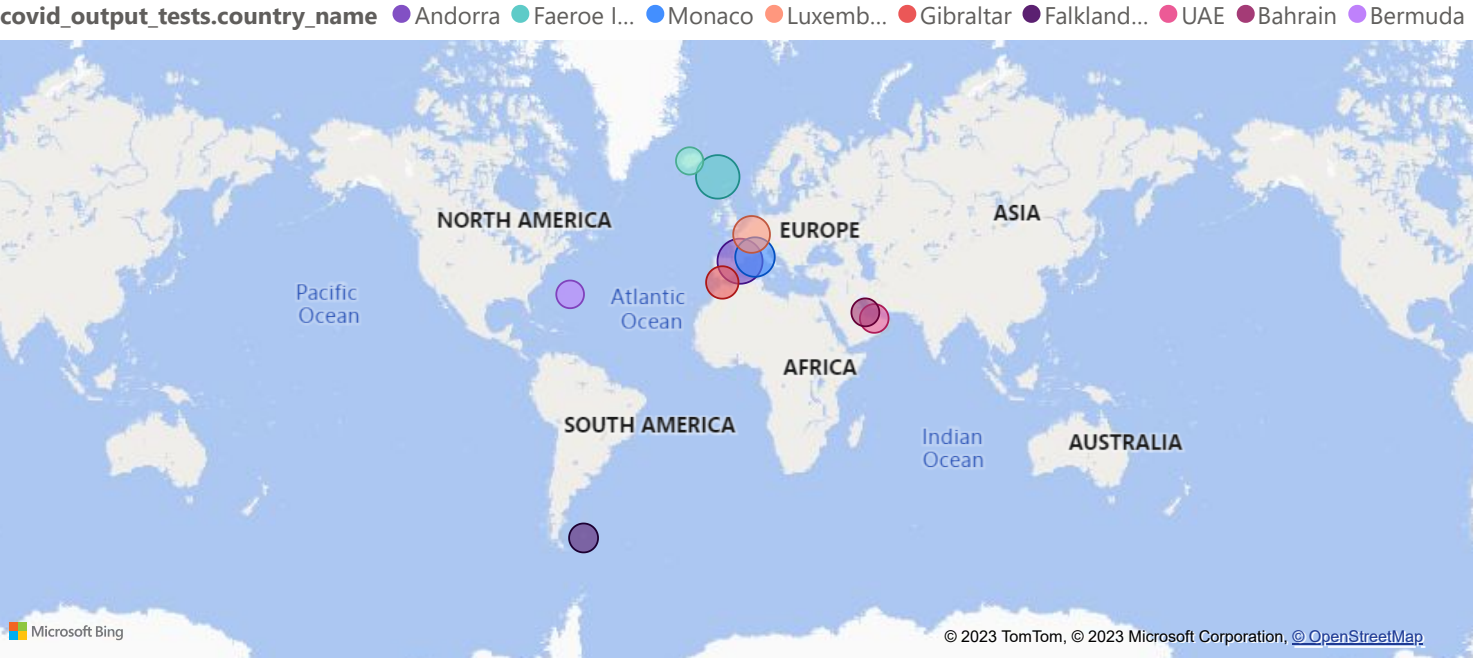 covid_output_tests.country_name Andorra Faeroe I... Monaco Luxemb... Gibraltar Falkland... UAE Bahrain Bermuda
NORTH AMERICA
EUROPE
ASIA
Pacific
Ocean
Atlantic
Ocean
AFRICA
SOUTH AMERICA
Indian
Ocean
AUSTRALIA
Microsoft Bing
© 2023 TomTom, © 2023 Microsoft Corporation, © OpenStreetMap